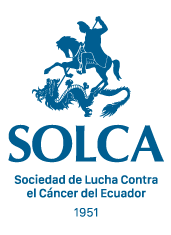 SOLCA
Sociedad de Lucha Contra
el Cáncer del Ecuador
1951